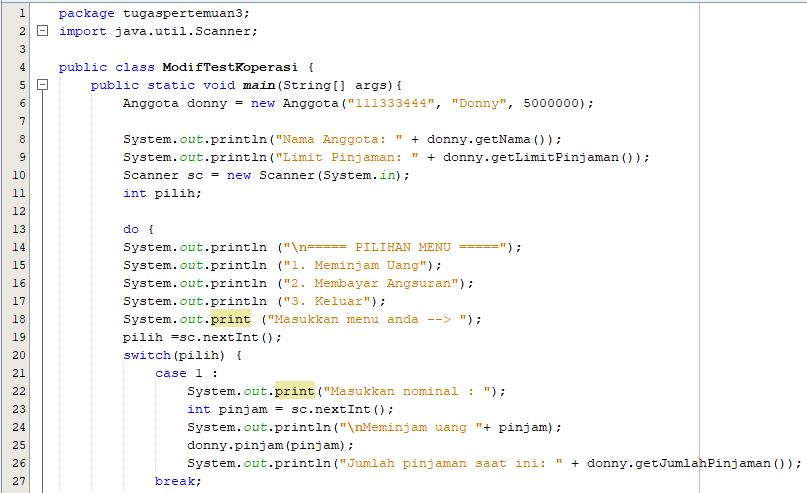 1 package tugaspertemuan3;
2 import java.util.Scanner;
3
4 public class ModifTestKoperasi {
5     public static void main(String[] args){
6         Anggota donny = new Anggota("111333444", "Donny", 5000000);
7
8         System.out.println("Nama Anggota: " + donny.getNama());
9         System.out.println("Limit Pinjaman: " + donny.getLimitPinjaman());
10         Scanner sc = new Scanner(System.in);
11         int pilih;
12
13         do {
14         System.out.println ("\n===== PILIHAN MENU =====");
15         System.out.println ("1. Meminjam Uang");
16         System.out.println ("2. Membayar Angsuran");
17         System.out.println ("3. Keluar");
18         System.out.print ("Masukkan menu anda --> ");
19         pilih =sc.nextInt();
20         switch(pilih) {
21             case 1 :
22                 System.out.print("Masukkan nominal : ");
23                 int pinjam = sc.nextInt();
24                 System.out.println("\nMeminjam uang "+ pinjam);
25                 donny.pinjam(pinjam);
26                 System.out.println("Jumlah pinjaman saat ini: " + donny.getJumlahPinjaman());
27             break;